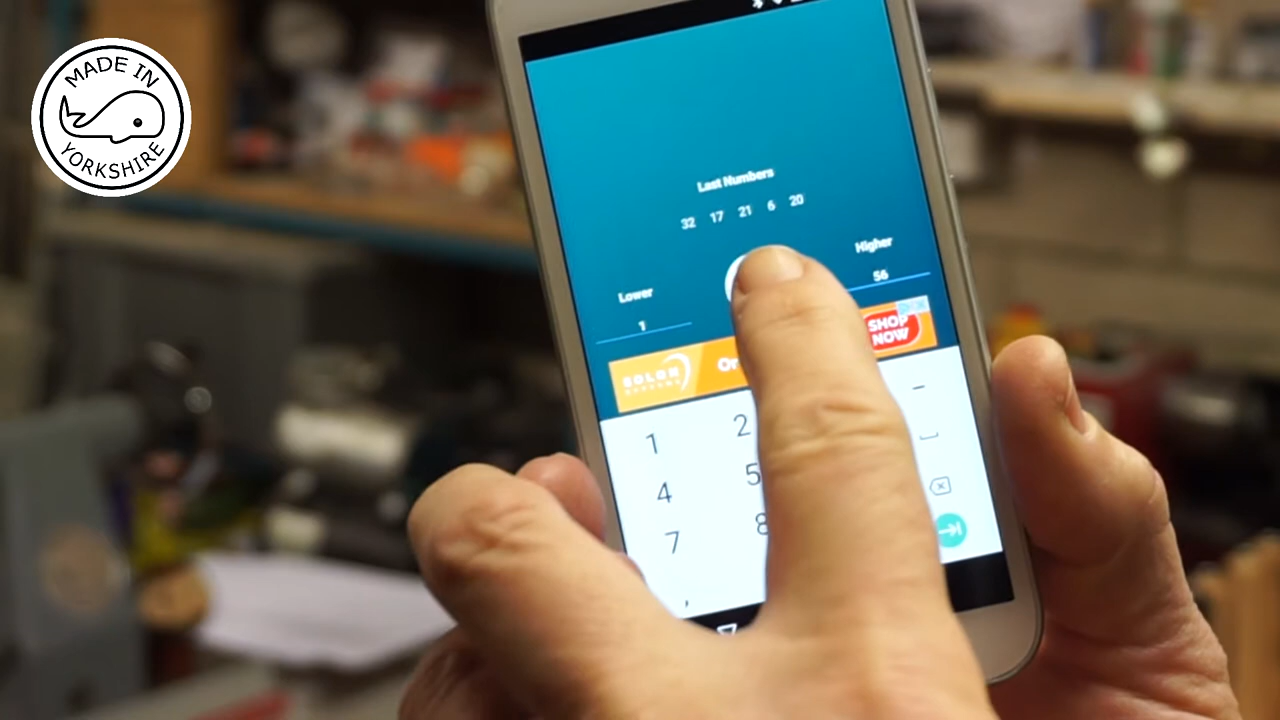 MADE IN
YORKSHIRE
Last Numbers
32 17 21 6 20
Lower
1
Higher
56
SHOP
NOW
1
2
4
5
7
8
,
-